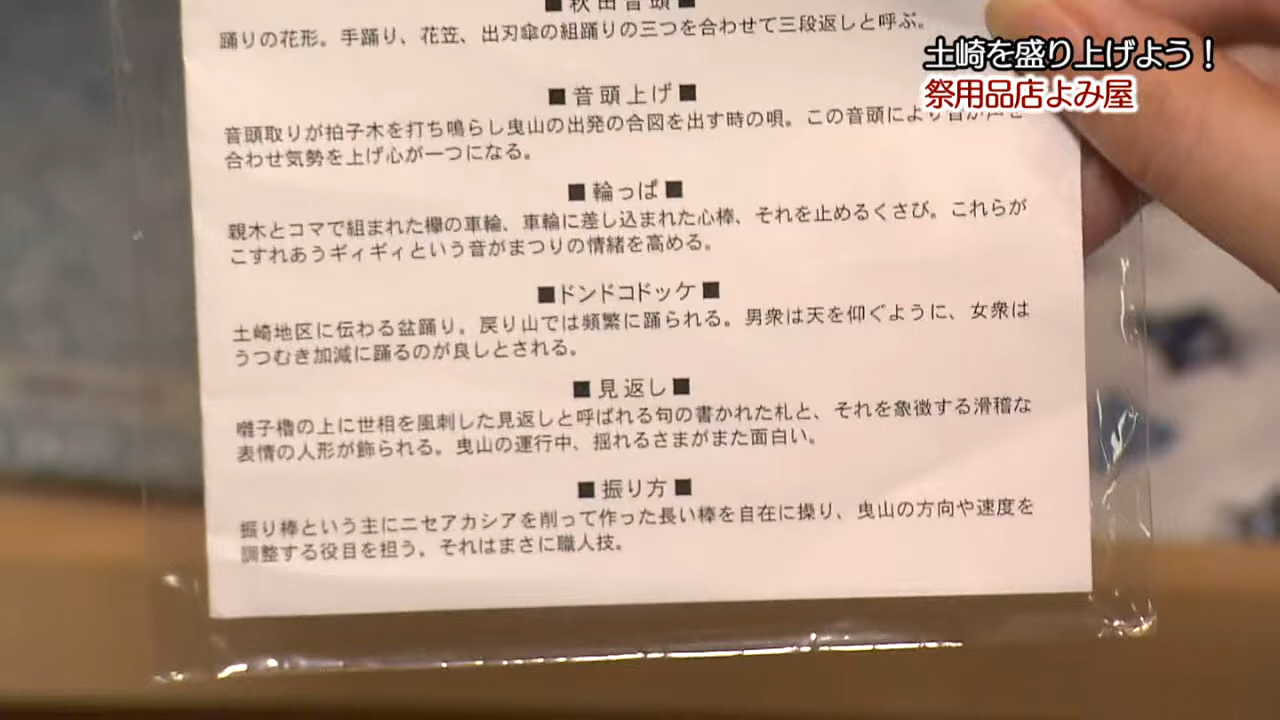 ■秋田音頭■
踊りの花形。手踊り、花笠、出刃傘の組踊りの三つを合わせて三段返しと呼ぶ。
土崎を盛り上げよう！
祭用品店よみ屋
■音頭上げ■
音頭取りが拍子木を打ち鳴らし曳山の出発の合図を出す時の唄。この音頭により皆が声を
合わせ気勢を上げ心が一つになる。
■輪っぱ■
親木とコマで組まれた欅の車輪、車輪に差し込まれた心棒、それを止めるくさび。これらが
こすれあうギィギィという音がまつりの情緒を高める。
■ドンドコドッケ■
土崎地区に伝わる盆踊り。戻り山では頻繁に踊られる。男衆は天を仰ぐように、女衆は
うつむき加減に踊るのが良しとされる。
■見返し■
囃子櫓の上に世相を風刺した見返しと呼ばれる句の書かれた札と、それを象徴する滑稽な
表情の人形が飾られる。曳山の運行中、揺れるさまがまた面白い。
■振り方■
振り棒という主にニセアカシアを削って作った長い棒を自在に操り、曳山の方向や速度を
調整する役目を担う。それはまさに職人技。